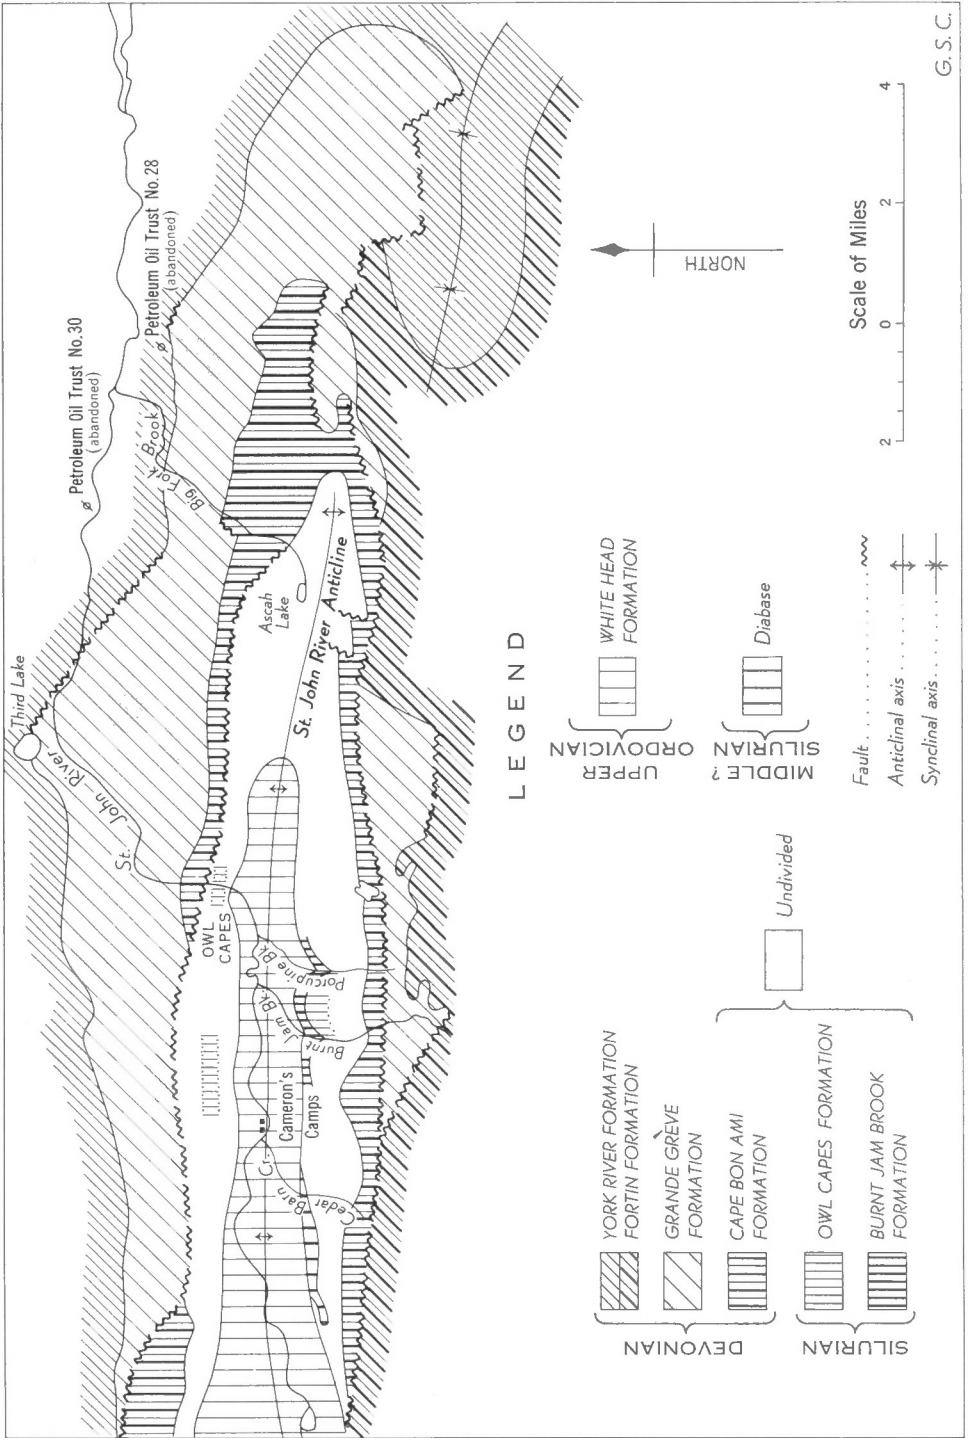 Third Lake
St. John River
Petroleum Oil Trust No.30
(abandoned)
Petroleum Oil Trust No.28
(abandoned)
Big Fork Brook
OWL
CAPES
Ascah
Lake
St. John River Anticline
Porcupine Bk.
Burnt Jam Bk.
Cameron's
Camps
Cedar Barn Cr.
NORTH
LEGEND
DEVONIAN
YORK RIVER FORMATION
FORTIN FORMATION
GRANDE GRÈVE
FORMATION
CAPE BON AMI
FORMATION
SILURIAN
OWL CAPES FORMATION
BURNT JAM BROOK
FORMATION
Undivided
UPPER
ORDOVICIAN
WHITE HEAD
FORMATION
MIDDLE ?
SILURIAN
Diabase
Fault
Anticlinal axis
Synclinal axis
Scale of Miles
2 0 2 4
G.S.C.